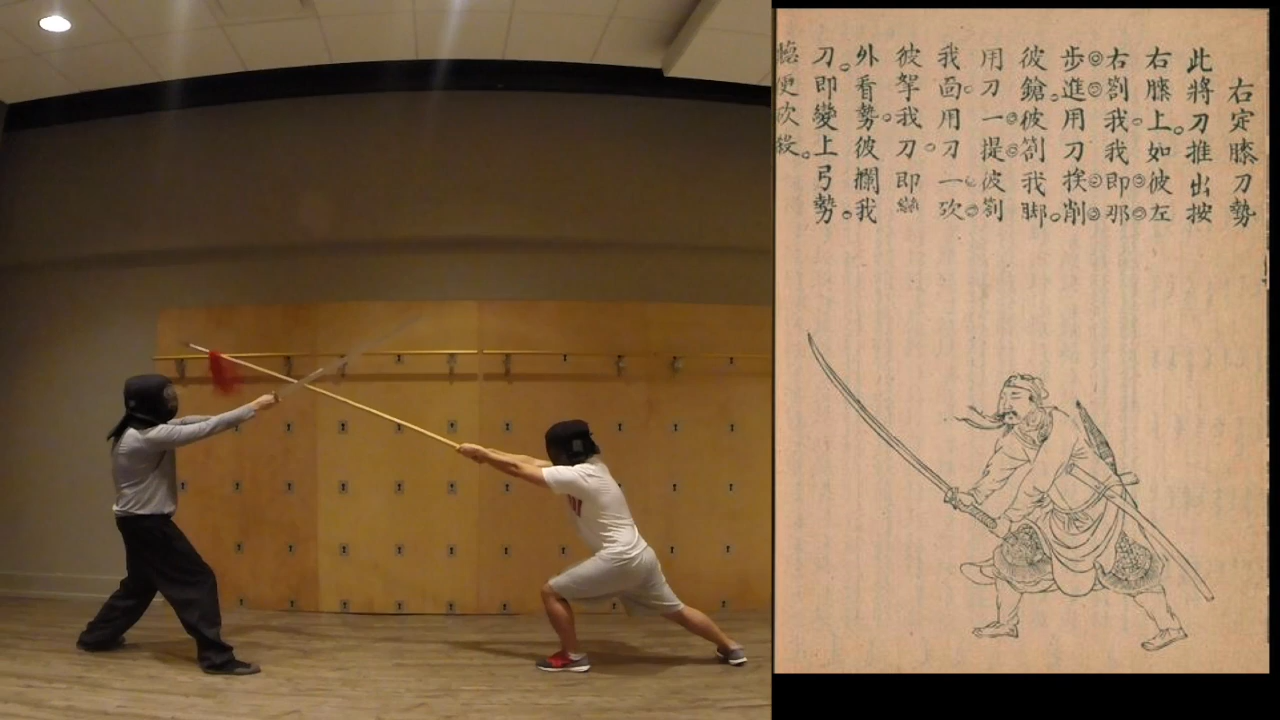 右定膝刀勢
此將刀推出按
右膝上。如彼左
右劄我。我即那
步進用刀挨削
彼鎗。彼劄我脚。
用刀一提。彼劄
我面。用刀一砍。
彼拏我刀。即變
外看勢。彼攔我
刀。即變上弓勢。
聽便砍殺。